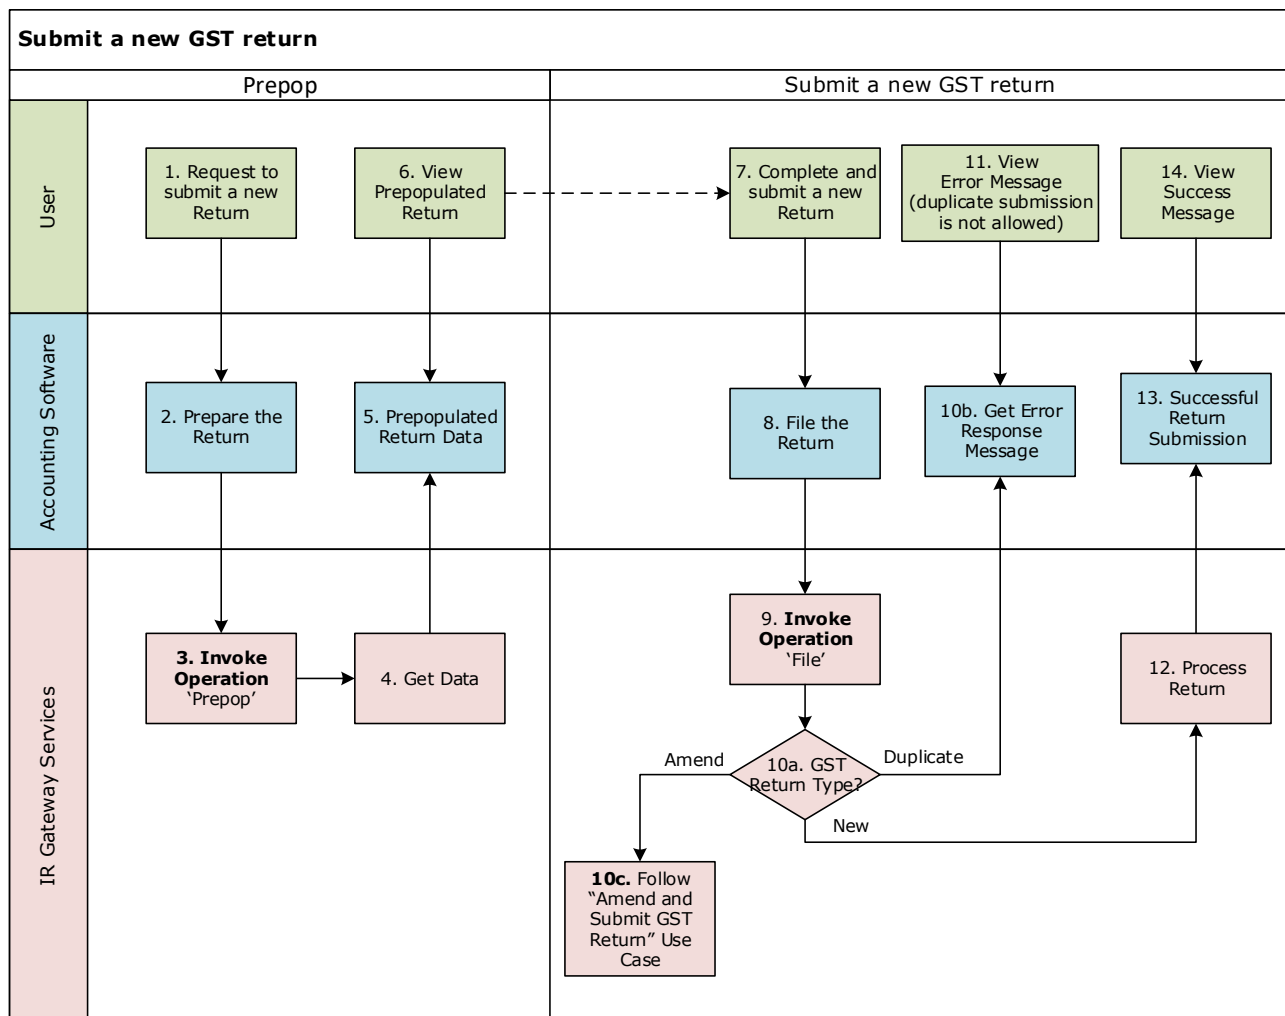 Submit a new GST return
Prepop
Submit a new GST return
User
1. Request to
submit a new
Return
6. View
Prepopulated
Return
7. Complete and
submit a new
Return
11. View
Error Message
(duplicate submission
is not allowed)
14. View
Success
Message
Accounting Software
2. Prepare the
Return
5. Prepopulated
Return Data
8. File the
Return
10b. Get Error
Response
Message
13. Successful
Return
Submission
IR Gateway Services
3. Invoke
Operation
‘Prepop’
4. Get Data
9. Invoke
Operation
‘File’
12. Process
Return
Amend
10a. GST
Return Type?
Duplicate
New
10c. Follow
“Amend and
Submit GST
Return” Use
Case